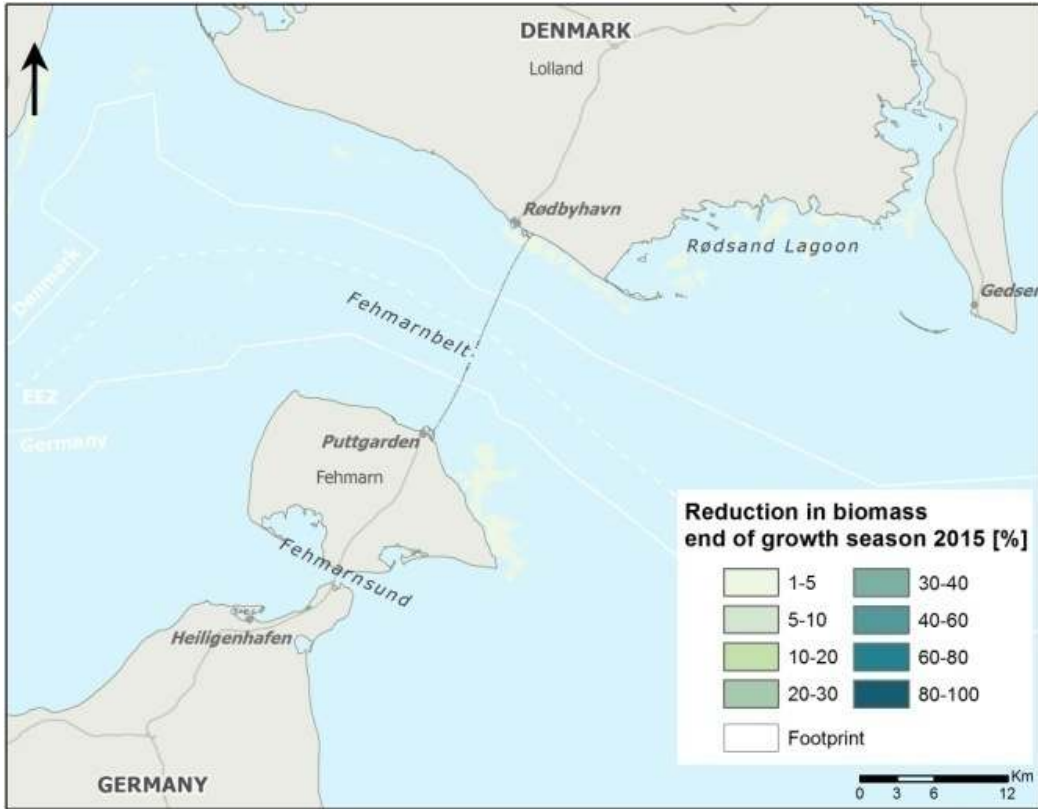 DENMARK
Lolland
Rødbyhavn
Rødsand Lagoon
Gedser
Denmark
Fehmarnbelt
EEZ
Germany
Puttgarden
Fehmarn
Fehmarnsund
Heiligenhafen
GERMANY
Reduction in biomass
end of growth season 2015 [%]
1-5
30-40
5-10
40-60
10-20
60-80
20-30
80-100
Footprint
Km
0 3 6 12